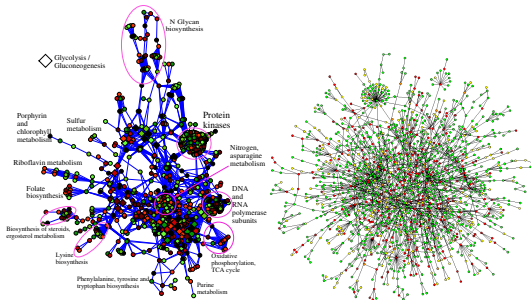 N Glycan
biosynthesis
Glycolysis /
Gluconeogenesis
Porphyrin
and
chlorophyll
metabolism
Sulfur
metabolism
Protein
kinases
Riboflavin metabolism
Nitrogen,
asparagine
metabolism
Folate
biosynthesis
DNA
and
RNA
polymerase
subunits
Biosynthesis of steroids,
ergosterol metabolism
Lysine
biosynthesis
Oxidative
phosphorylation,
TCA cycle
Phenylalanine, tyrosine and
tryptophan biosynthesis
Purine
metabolism